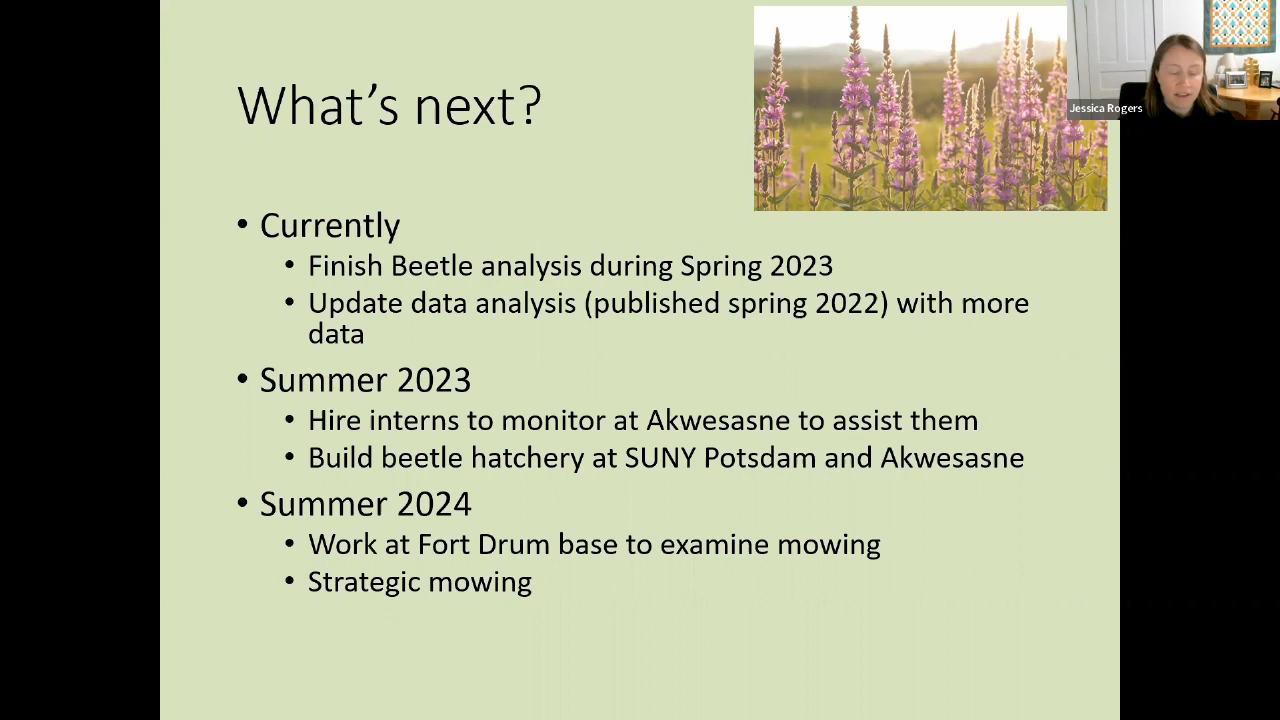 What's next?
Jessica Rogers
• Currently
• Finish Beetle analysis during Spring 2023
• Update data analysis (published spring 2022) with more
data
• Summer 2023
• Hire interns to monitor at Akwesasne to assist them
• Build beetle hatchery at SUNY Potsdam and Akwesasne
• Summer 2024
• Work at Fort Drum base to examine mowing
• Strategic mowing